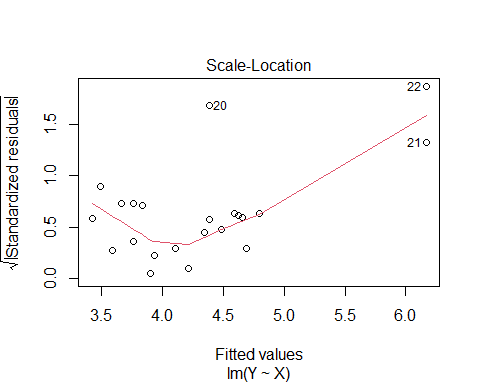 Scale-Location
√|Standardized residuals|
0.0 0.5 1.0 1.5
20
22
21
3.5 4.0 4.5 5.0 5.5 6.0
Fitted values
lm(Y ~ X)